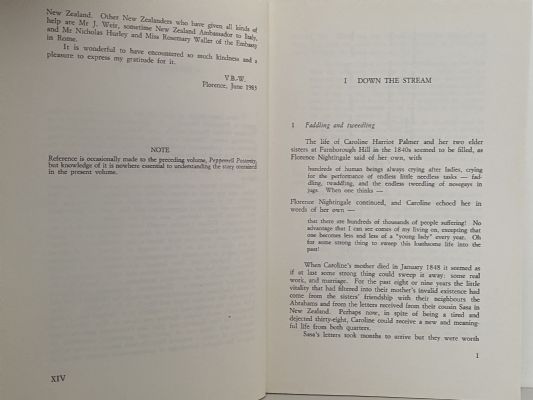 New Zealand. Other New Zealanders who have given all kinds of
help are Mr J. Weir, sometime New Zealand Ambassador to Italy,
and Mr Nicholas Hurley and Miss Rosemary Waller of the Embassy
in Rome.
It is wonderful to have encountered so much kindness and a
pleasure to express my gratitude for it.
V.B.-W.
Florence, June 1985
NOTE
Reference is occasionally made to the preceding volume, Pepperell Posterity,
but knowledge of it is nowhere essential to understanding the story contained
in the present volume.
XIV
I DOWN THE STREAM
1 Faddling and tweedling
The life of Caroline Harriot Palmer and her two elder
sisters at Farnborough Hill in the 1840s seemed to be filled, as
Florence Nightingale said of her own, with
hundreds of human beings always crying after ladies, crying
for the performance of endless little needless tasks — fad-
dling, twaddling, and the endless tweedling of nosegays in
jugs. When one thinks —
Florence Nightingale continued, and Caroline echoed her in
words of her own —
that there are hundreds of thousands of people suffering! No
advantage that I can see comes of my living on, excepting that
one becomes less and less of a "young lady" every year. Oh
for some strong thing to sweep this loathsome life into the
past!
When Caroline's mother died in January 1848 it seemed as
if at last some strong thing could sweep it away: some real
work, and marriage. For the past eight or nine years the little
vitality that had filtered into their mother's invalid existence had
come from the sisters' friendship with their neighbours the
Abrahams and from the letters received from their cousin Sasa in
New Zealand. Perhaps now, in spite of being a tired and
dejected thirty-eight, Caroline could receive a new and meaning-
ful life from both quarters.
Sasa's letters took months to arrive but they were worth
1